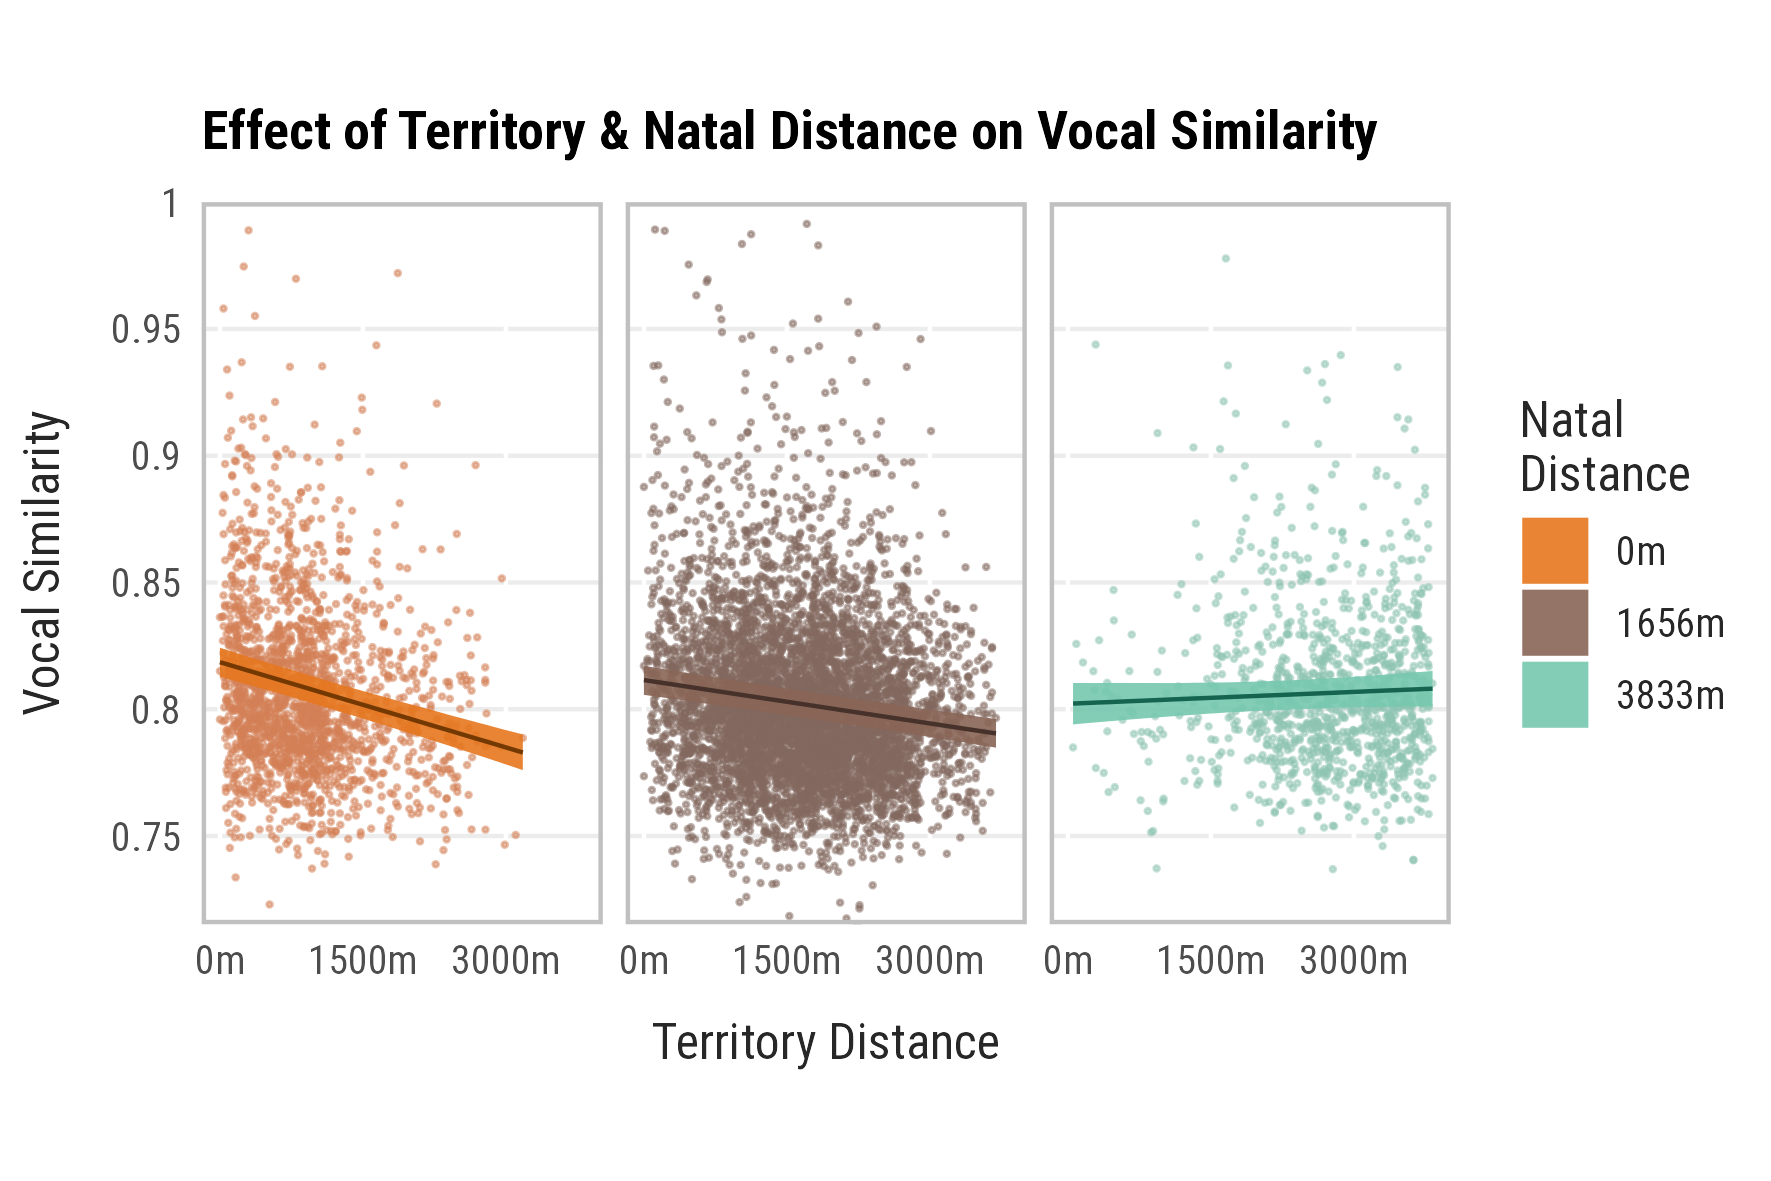 Effect of Territory & Natal Distance on Vocal Similarity
1
0.95
0.9
0.85
0.8
0.75
Vocal Similarity
0m 1500m 3000m 0m 1500m 3000m 0m 1500m 3000m
Territory Distance
Natal
Distance
0m
1656m
3833m